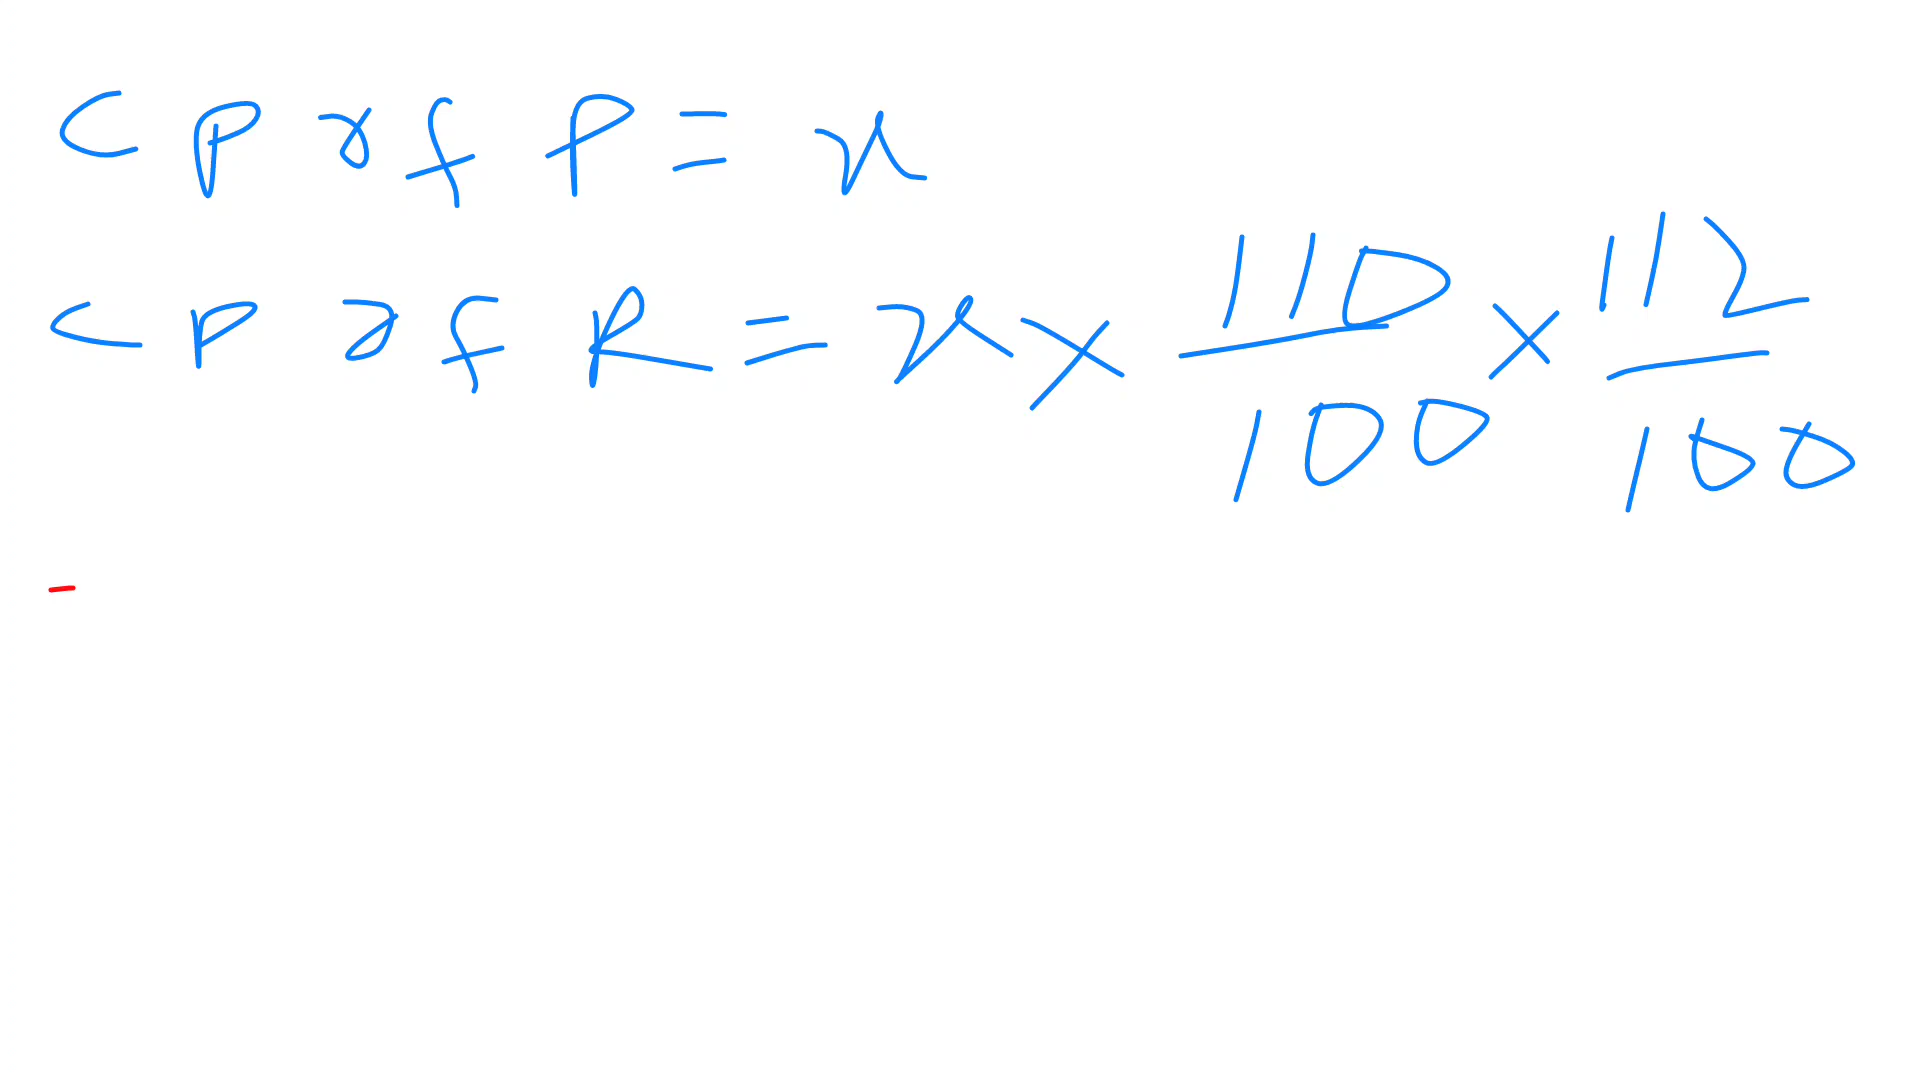 CP of P = x
CP of R = x × 110/100 × 112/100